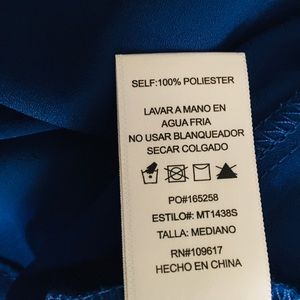 SELF:100% POLIESTER
LAVAR A MANO EN
AGUA FRIA
NO USAR BLANQUEADOR
SECAR COLGADO
PO#165258
ESTILO#: MT1438S
TALLA: MEDIANO
RN#109617
HECHO EN CHINA